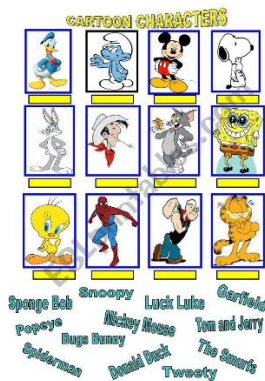 CARTOON CHARACTERS
Snoopy
Garfield
Sponge Bob
Luck Luke
Popeye
Mickey Mouse
Tom and Jerry
Bugs Bunny
Spiderman
Donald Duck
The Smurfs
Tweety